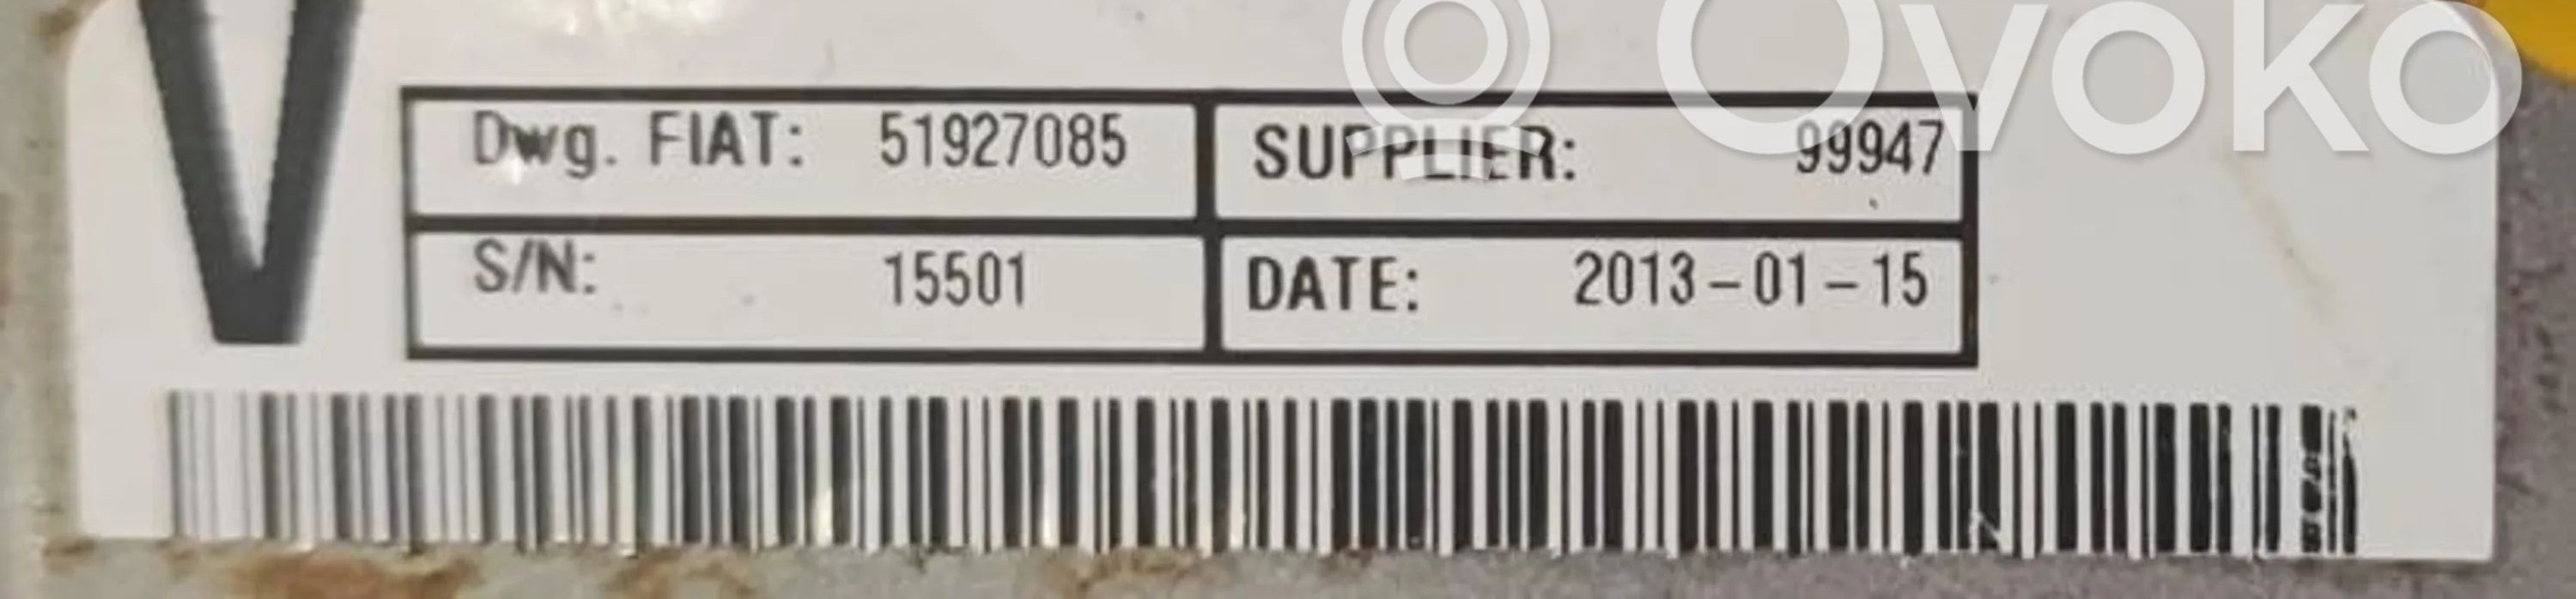 Ovoko
V
Dwg. FIAT: 51927085
SUPPLIER: 99947
S/N: 15501
DATE: 2013-01-15